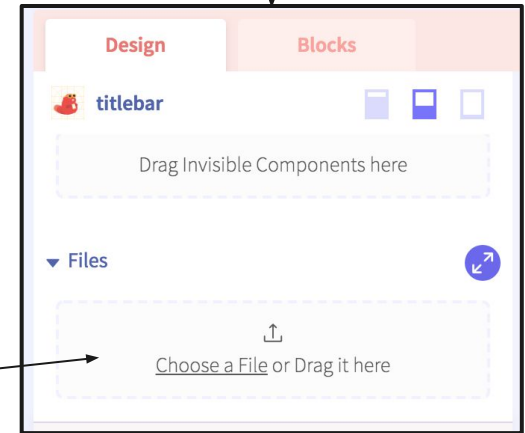 Design Blocks
titlebar
Drag Invisible Components here
Files
Choose a File or Drag it here